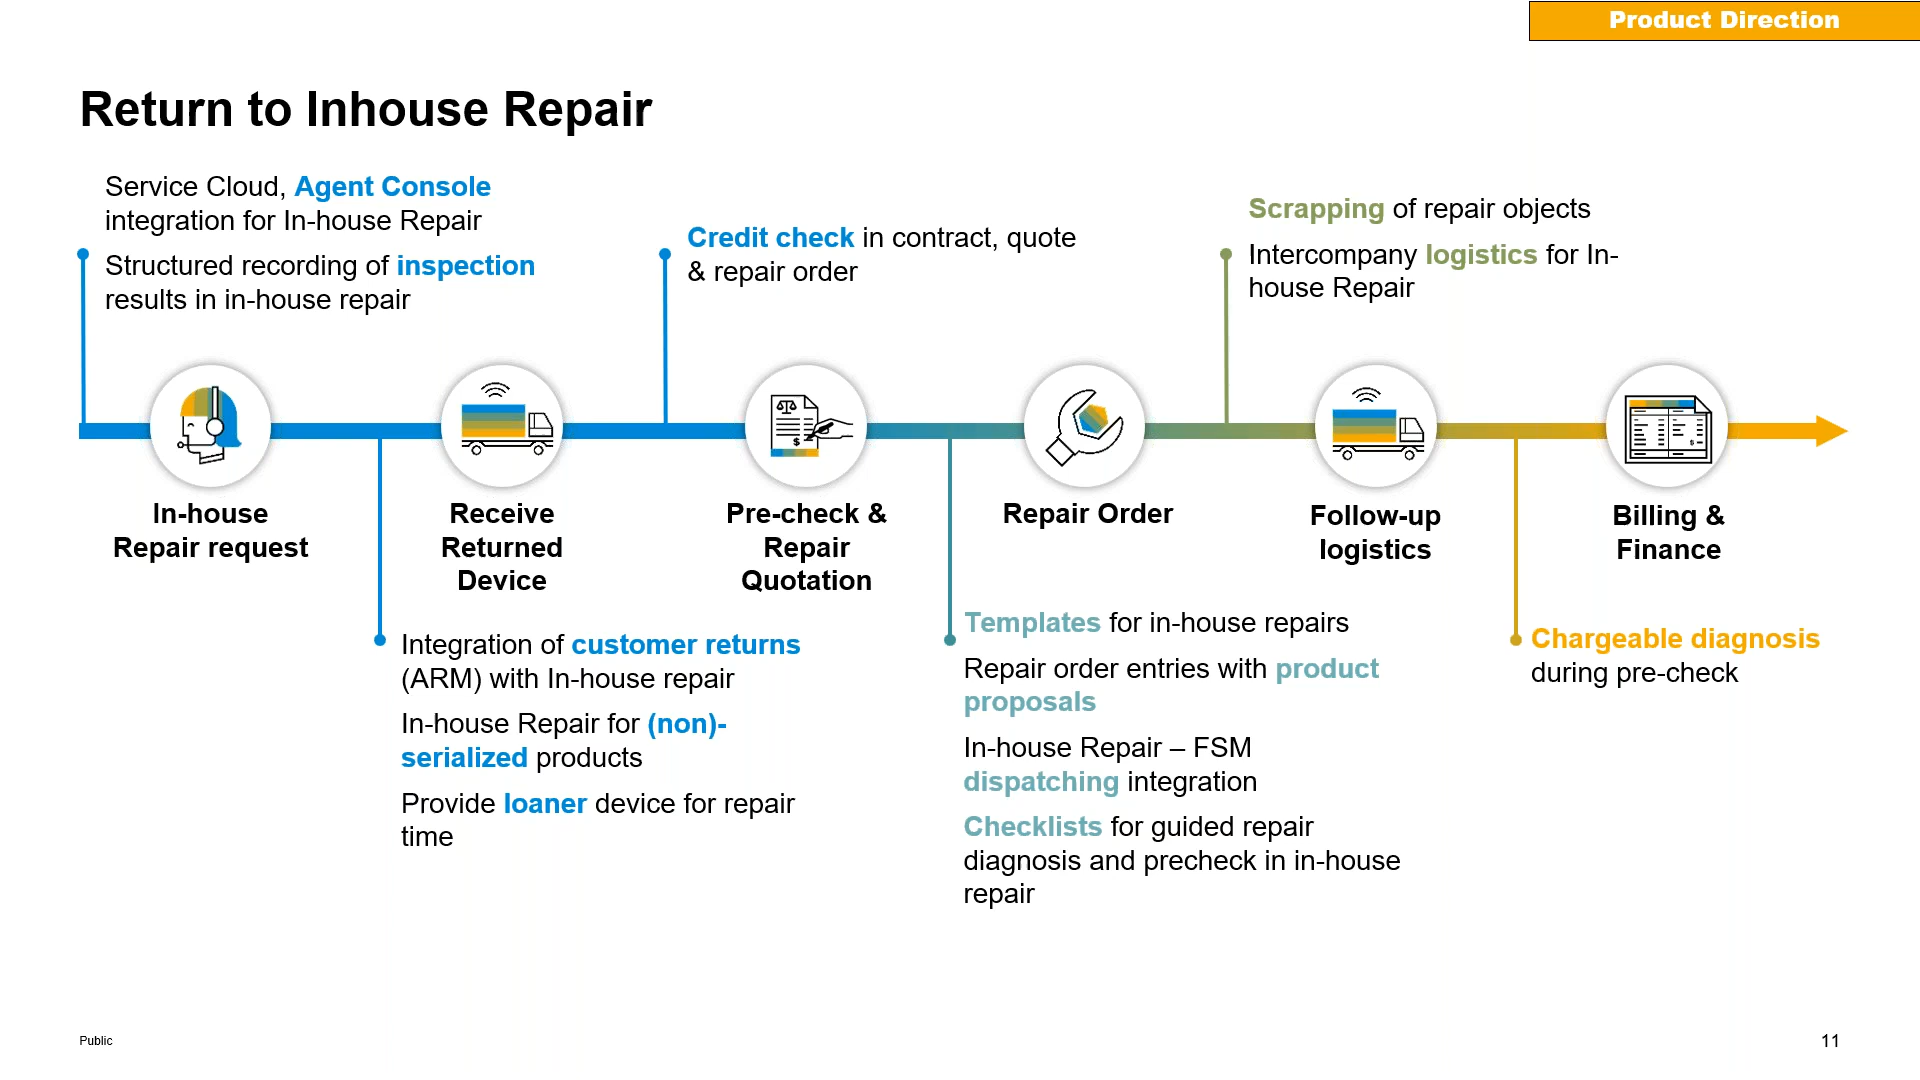 Product Direction
Return to Inhouse Repair
Service Cloud, Agent Console
integration for In-house Repair
Structured recording of inspection
results in in-house repair
Credit check in contract, quote
& repair order
Scrapping of repair objects
Intercompany logistics for In-
house Repair
In-house
Repair request
Receive
Returned
Device
Pre-check &
Repair
Quotation
Repair Order
Follow-up
logistics
Billing &
Finance
Integration of customer returns
(ARM) with In-house repair
In-house Repair for (non)-
serialized products
Provide loaner device for repair
time
Templates for in-house repairs
Repair order entries with product
proposals
In-house Repair – FSM
dispatching integration
Checklists for guided repair
diagnosis and precheck in in-house
repair
Chargeable diagnosis
during pre-check
Public
11